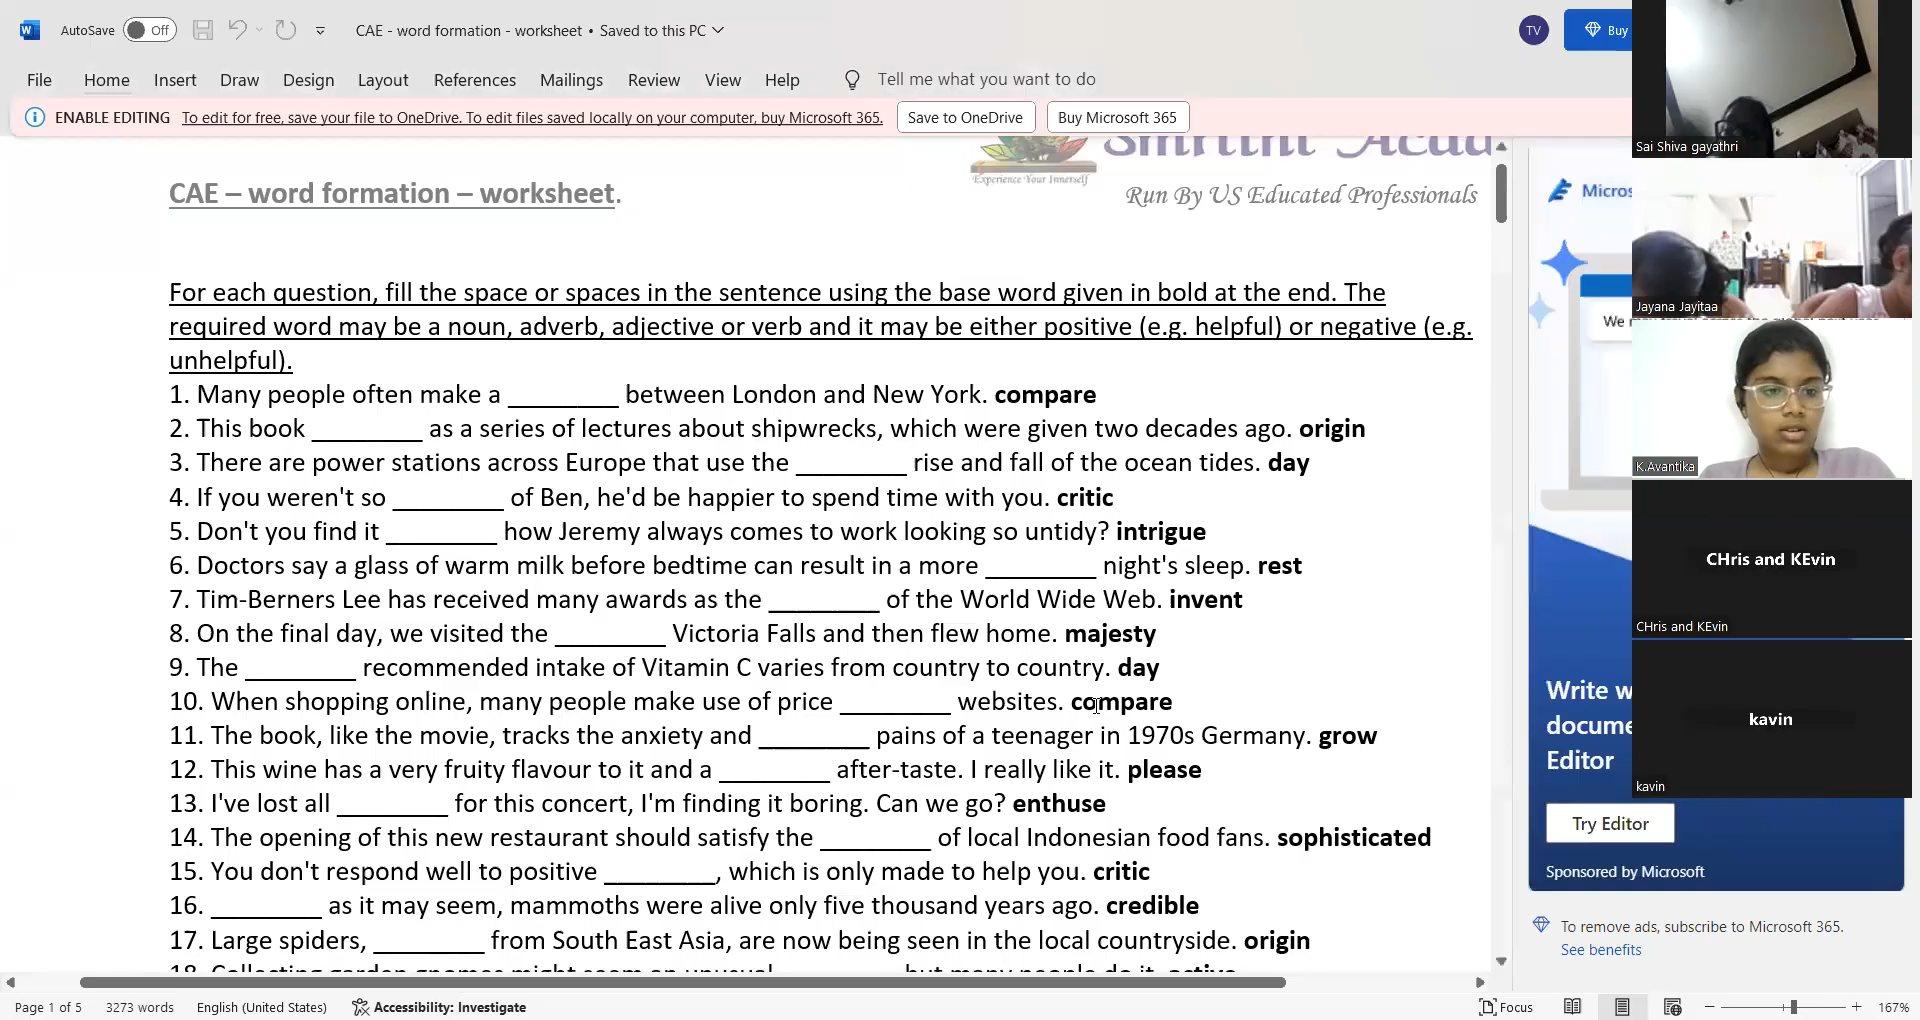 AutoSave Off CAE - word formation - worksheet • Saved to this PC TV Buy
File Home Insert Draw Design Layout References Mailings Review View Help Tell me what you want to do
ENABLE EDITING To edit for free, save your file to OneDrive. To edit files saved locally on your computer, buy Microsoft 365. Save to OneDrive Buy Microsoft 365
Experience Your Innerself
Run By US Educated Professionals
CAE – word formation – worksheet.
For each question, fill the space or spaces in the sentence using the base word given in bold at the end. The
required word may be a noun, adverb, adjective or verb and it may be either positive (e.g. helpful) or negative (e.g.
unhelpful).
1. Many people often make a ________ between London and New York. compare
2. This book ________ as a series of lectures about shipwrecks, which were given two decades ago. origin
3. There are power stations across Europe that use the ________ rise and fall of the ocean tides. day
4. If you weren't so ________ of Ben, he'd be happier to spend time with you. critic
5. Don't you find it ________ how Jeremy always comes to work looking so untidy? intrigue
6. Doctors say a glass of warm milk before bedtime can result in a more ________ night's sleep. rest
7. Tim-Berners Lee has received many awards as the ________ of the World Wide Web. invent
8. On the final day, we visited the ________ Victoria Falls and then flew home. majesty
9. The ________ recommended intake of Vitamin C varies from country to country. day
10. When shopping online, many people make use of price ________ websites. compare
11. The book, like the movie, tracks the anxiety and ________ pains of a teenager in 1970s Germany. grow
12. This wine has a very fruity flavour to it and a ________ after-taste. I really like it. please
13. I've lost all ________ for this concert, I'm finding it boring. Can we go? enthuse
14. The opening of this new restaurant should satisfy the ________ of local Indonesian food fans. sophisticated
15. You don't respond well to positive ________, which is only made to help you. critic
16. ________ as it may seem, mammoths were alive only five thousand years ago. credible
17. Large spiders, ________ from South East Asia, are now being seen in the local countryside. origin
Micros
We
Write w
docume
Editor
Try Editor
Sponsored by Microsoft
To remove ads, subscribe to Microsoft 365.
See benefits
Sai Shiva gayathri
Jayana Jayitaa
K.Avantika
CHris and KEvin
CHris and KEvin
kavin
kavin
Page 1 of 5 3273 words English (United States) Accessibility: Investigate Focus 167%